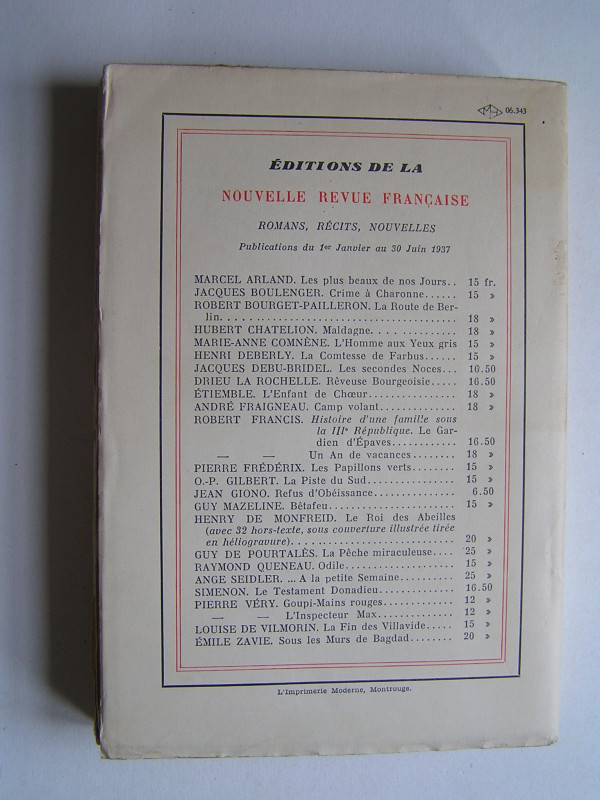 06.343
ÉDITIONS DE LA
NOUVELLE REVUE FRANÇAISE
ROMANS, RÉCITS, NOUVELLES
Publications du 1er Janvier au 30 Juin 1937
MARCEL ARLAND. Les plus beaux de nos Jours.. 15 fr.
JACQUES BOULENGER. Crime à Charonne...... 15 »
ROBERT BOURGET-PAILLERON. La Route de Ber-
lin. ................................... 18 »
HUBERT CHATELION. Maldagne. ............. 18 »
MARIE-ANNE COMNÈNE. L'Homme aux Yeux gris 15 »
HENRI DEBERLY. La Comtesse de Farbus...... 15 »
JACQUES DEBU-BRIDEL. Les secondes Noces... 16.50
DRIEU LA ROCHELLE. Rêveuse Bourgeoisie..... 16.50
ÉTIEMBLE. L'Enfant de Chœur............... 18 »
ANDRÉ FRAIGNEAU. Camp volant............. 18 »
ROBERT FRANCIS. Histoire d'une famille sous
la IIIe République. Le Gar-
dien d'Épaves........... 16.50
— — Un An de vacances........ 18 »
PIERRE FRÉDÉRIX. Les Papillons verts........ 15 »
O.-P. GILBERT. La Piste du Sud............. 15 »
JEAN GIONO. Refus d'Obéissance.............. 6.50
GUY MAZELINE. Bêtafeu..................... 15 »
HENRY DE MONFREID. Le Roi des Abeilles
(avec 32 hors-texte, sous couverture illustrée tirée
en héliogravure)......................... 20 »
GUY DE POURTALÈS. La Pêche miraculeuse.... 25 »
RAYMOND QUENEAU. Odile.................. 15 »
ANGE SEIDLER. ... A la petite Semaine.......... 25 »
SIMENON. Le Testament Donadieu............. 16.50
PIERRE VÉRY. Goupi-Mains rouges............ 12 »
— — L'Inspecteur Max............. 12 »
LOUISE DE VILMORIN. La Fin des Villavide..... 15 »
ÉMILE ZAVIE. Sous les Murs de Bagdad........ 20 »
L'Imprimerie Moderne, Montrouge.